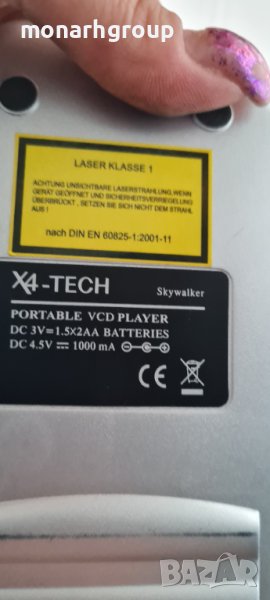 monarhgroup
LASER KLASSE 1
ACHTUNG UNSICHTBARE LASERSTRAHLUNG,WENN
GERÄT GEÖFFNET UND SICHERHEITSVERRIEGELUNG
ÜBERBRÜCKT , SETZEN SIE SICH NICHT DEM STRAHL
AUS !
nach DIN EN 60825-1:2001-11
X4-TECH
Skywalker
PORTABLE VCD PLAYER
DC 3V=1.5X2AA BATTERIES
DC 4.5V ⎓ 1000 mA
CE
BAZAR